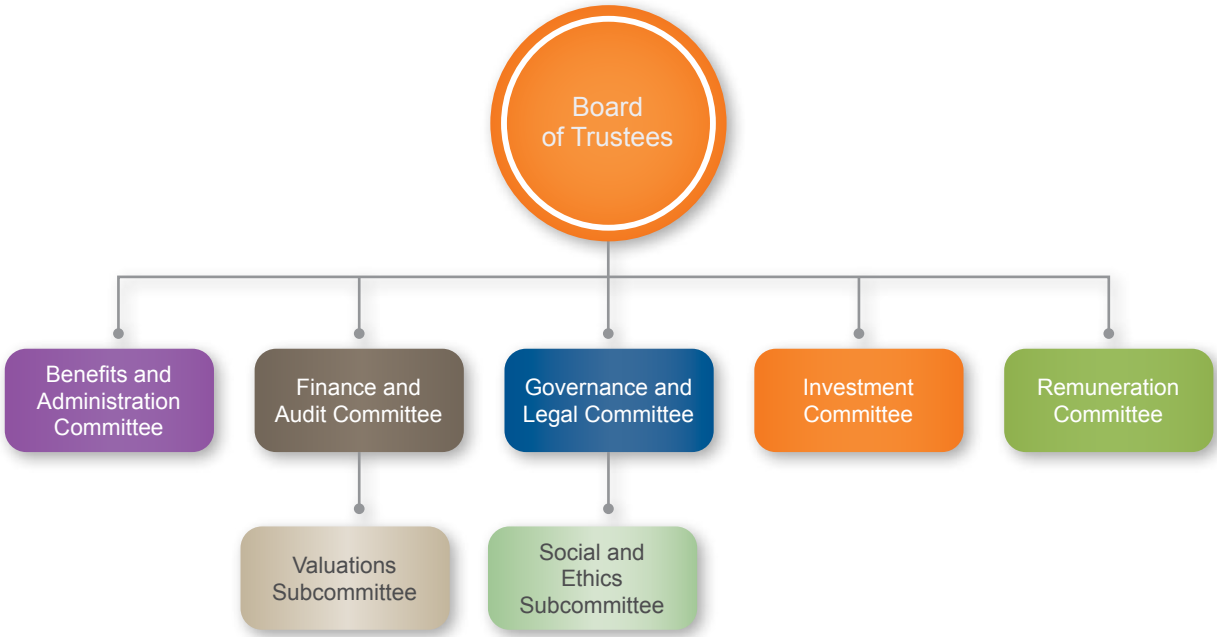 Board
of Trustees
Benefits and
Administration
Committee
Finance and
Audit Committee
Governance and
Legal Committee
Investment
Committee
Remuneration
Committee
Valuations
Subcommittee
Social and
Ethics
Subcommittee